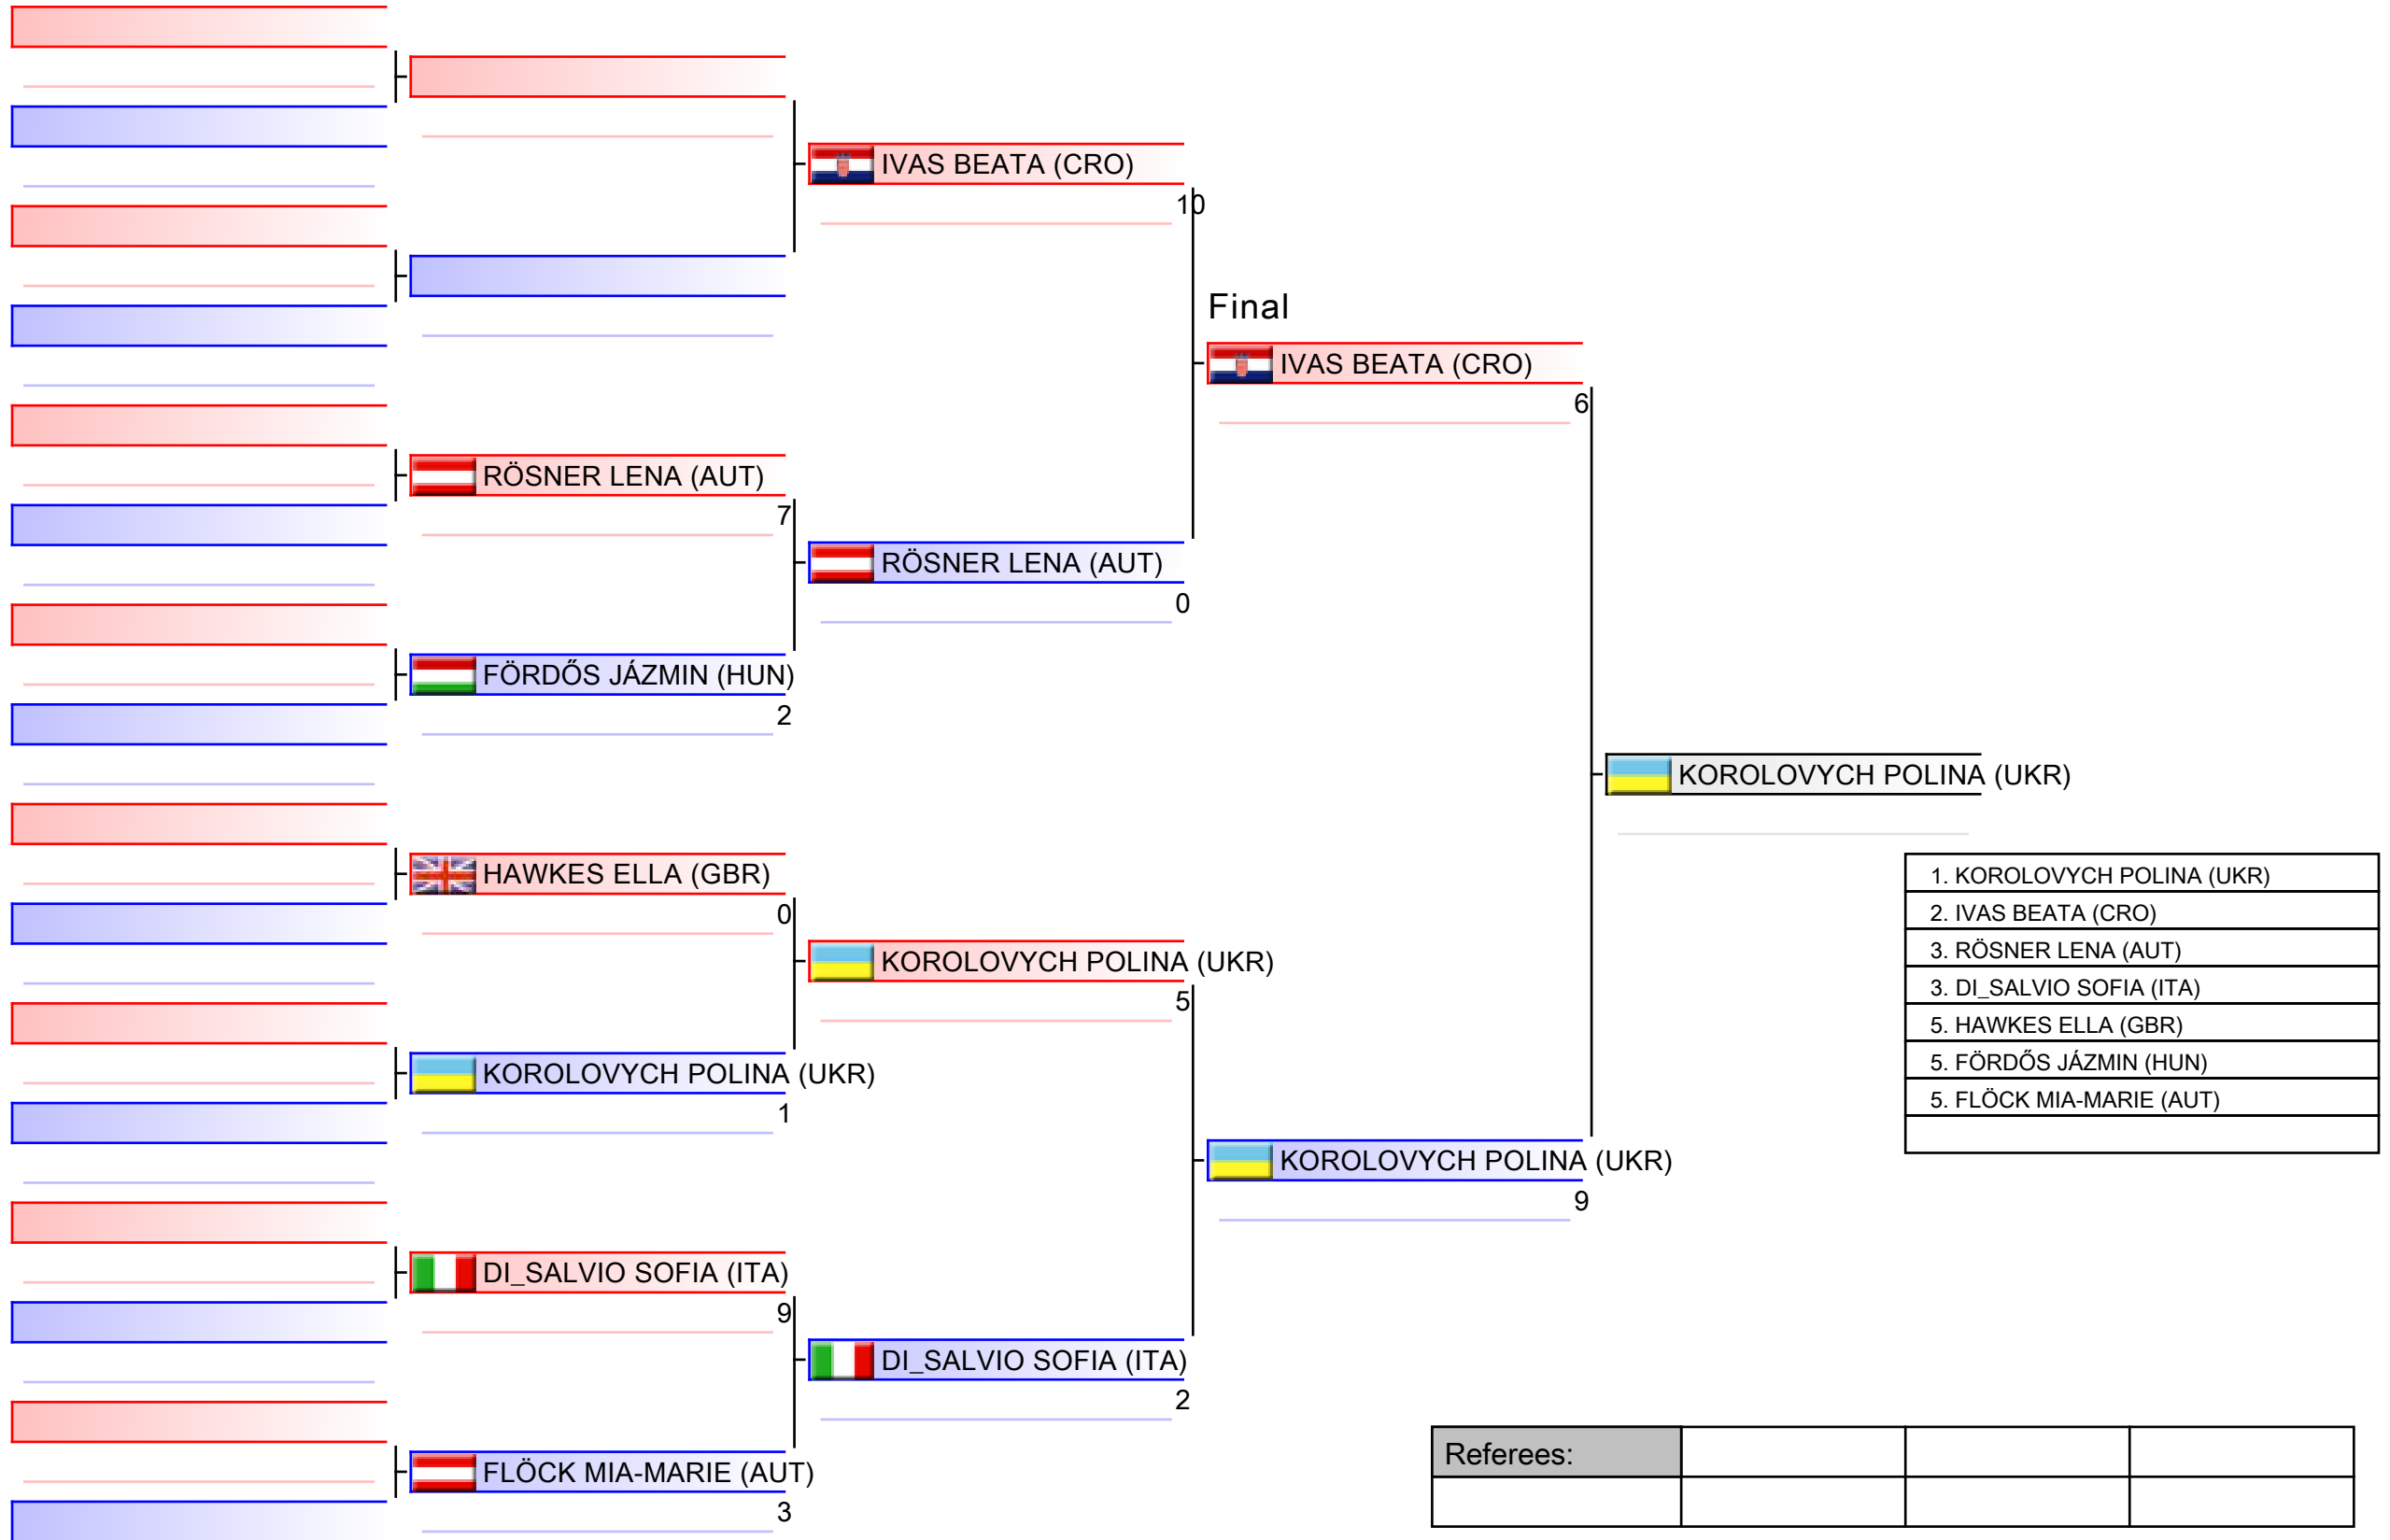 IVAS BEATA (CRO)
10
Final
IVAS BEATA (CRO)
6
RÖSNER LENA (AUT)
7
RÖSNER LENA (AUT)
0
FÖRDŐS JÁZMIN (HUN)
2
KOROLOVYCH POLINA (UKR)
HAWKES ELLA (GBR)
0
KOROLOVYCH POLINA (UKR)
5
KOROLOVYCH POLINA (UKR)
1
KOROLOVYCH POLINA (UKR)
9
DI_SALVIO SOFIA (ITA)
9
DI_SALVIO SOFIA (ITA)
2
FLÖCK MIA-MARIE (AUT)
3
1. KOROLOVYCH POLINA (UKR)
2. IVAS BEATA (CRO)
3. RÖSNER LENA (AUT)
3. DI_SALVIO SOFIA (ITA)
5. HAWKES ELLA (GBR)
5. FÖRDŐS JÁZMIN (HUN)
5. FLÖCK MIA-MARIE (AUT)
Referees: